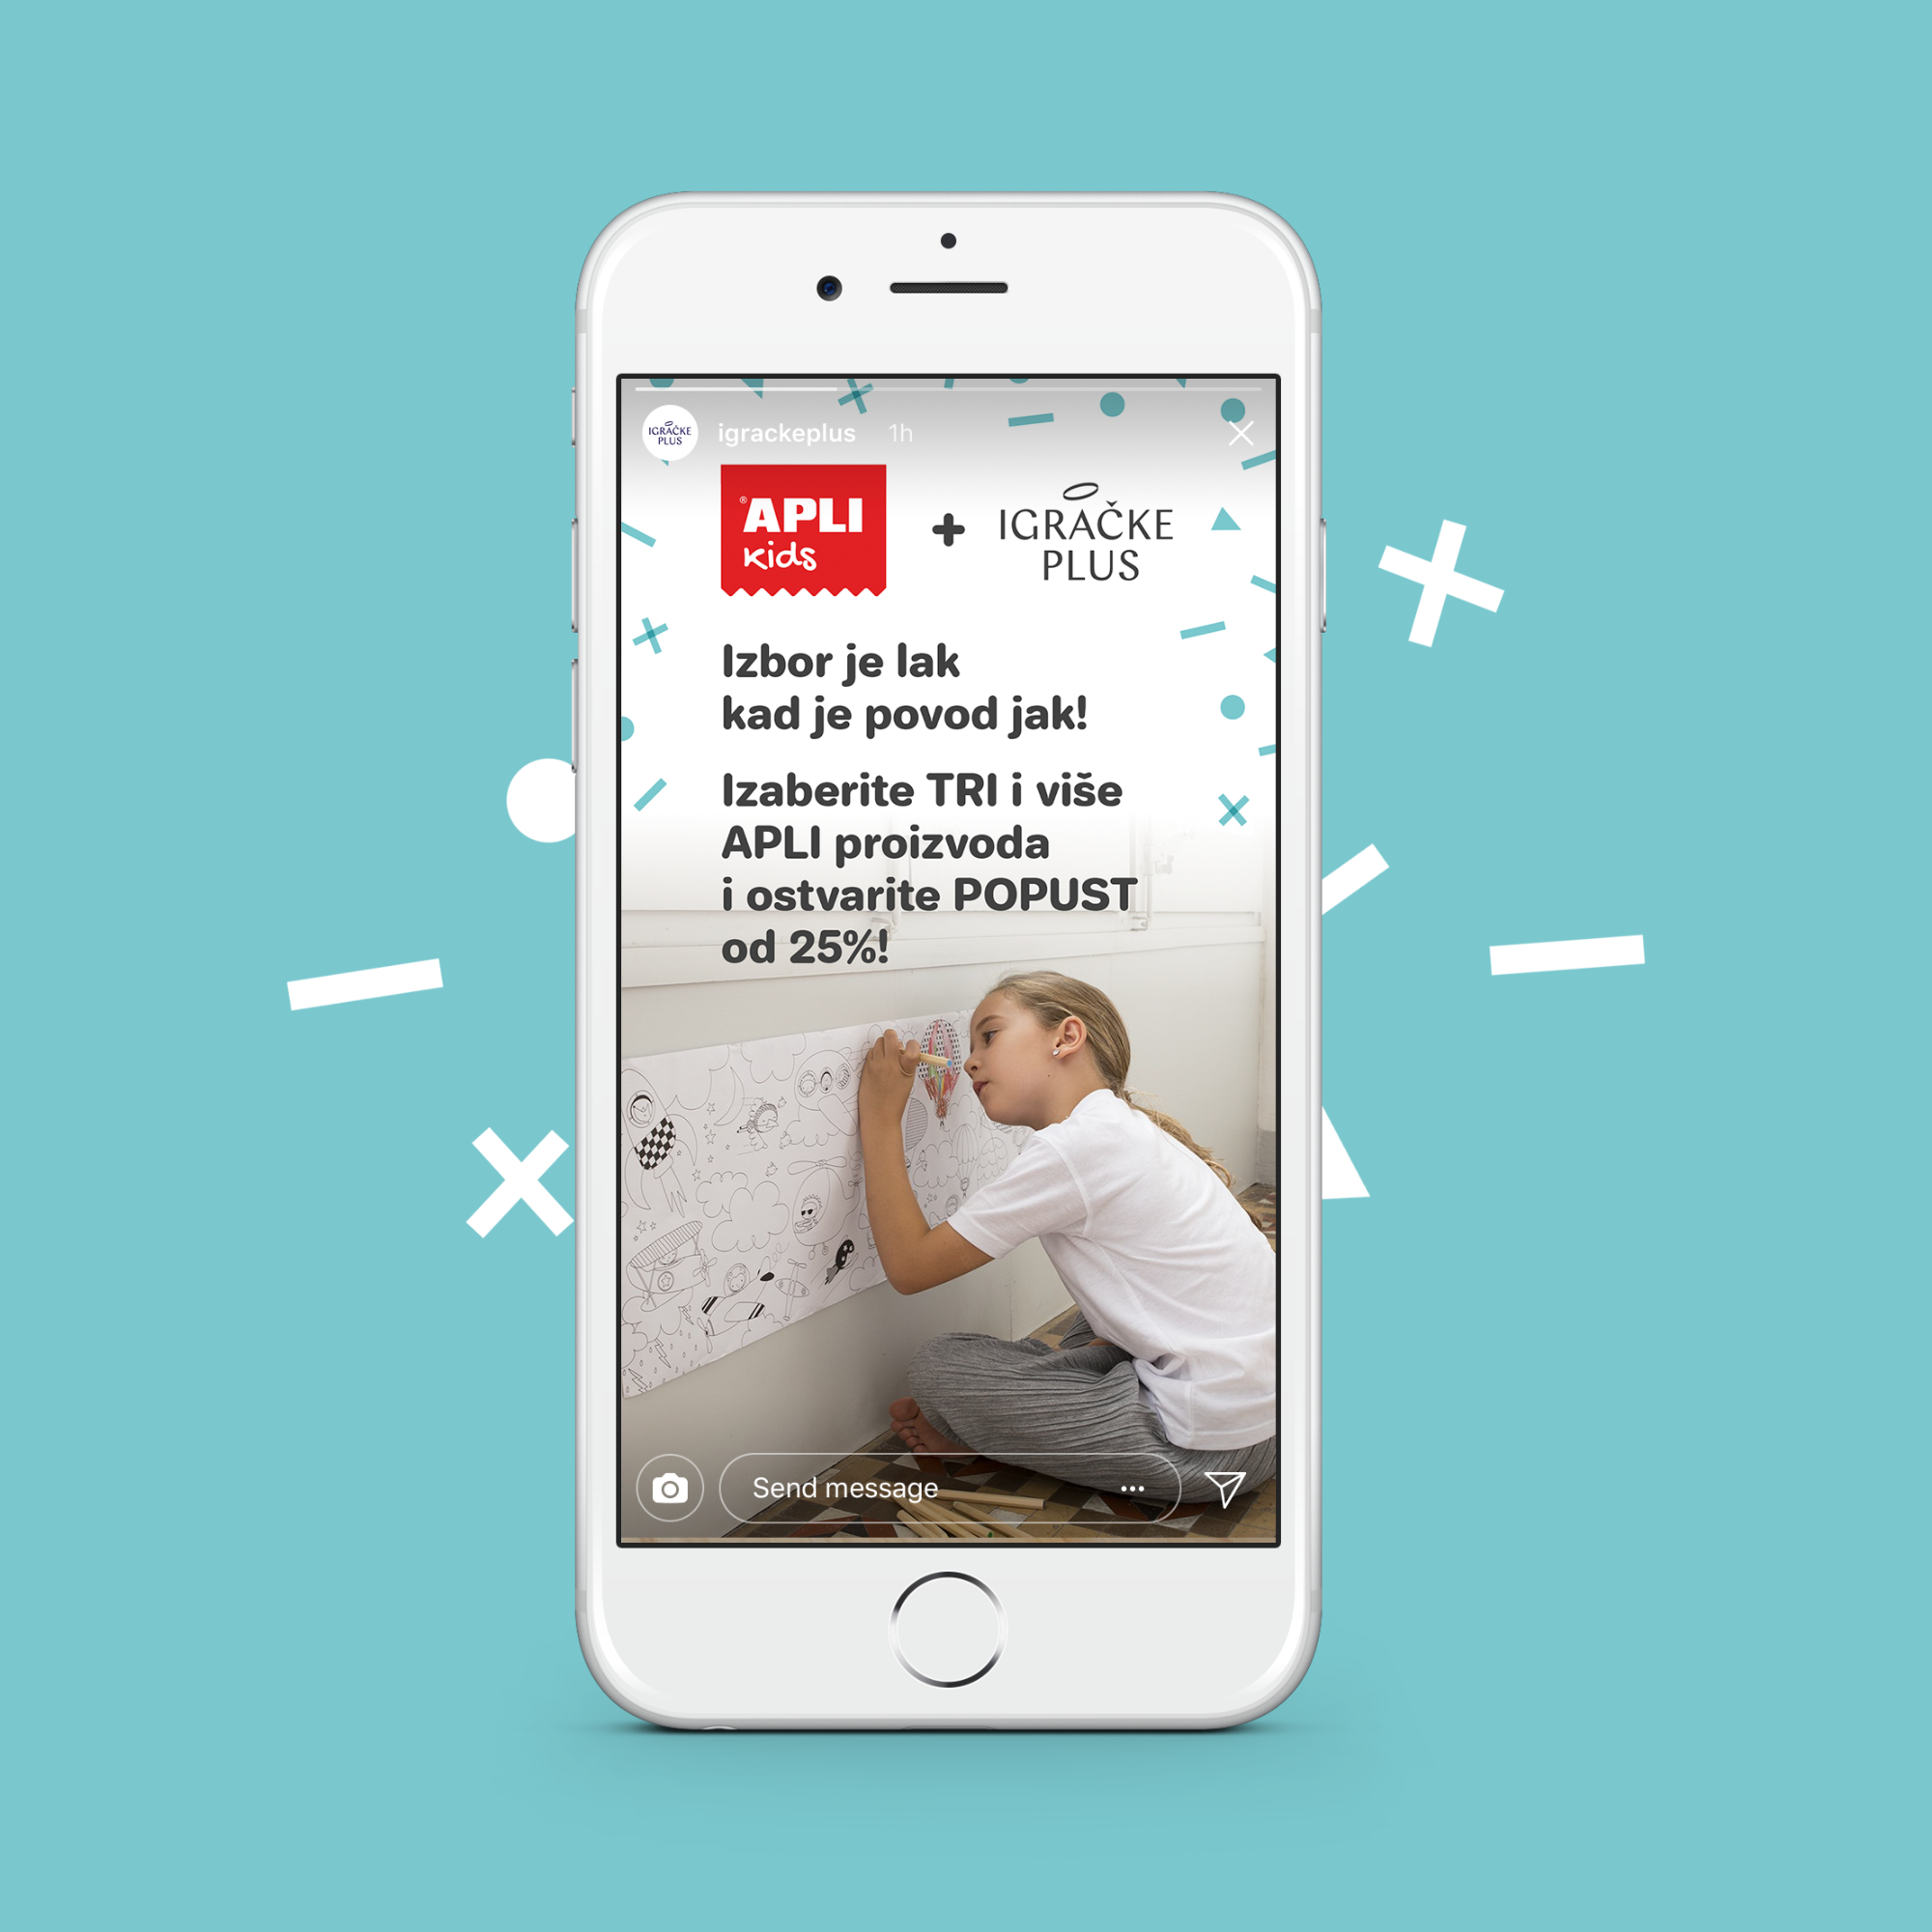 IGRAČKE
PLUS
igrackeplus 1h
®APLI
kids
+
IGRAČKE
PLUS
Izbor je lak
kad je povod jak!
Izaberite TRI i više
APLI proizvoda
i ostvarite POPUST
od 25%!
Send message